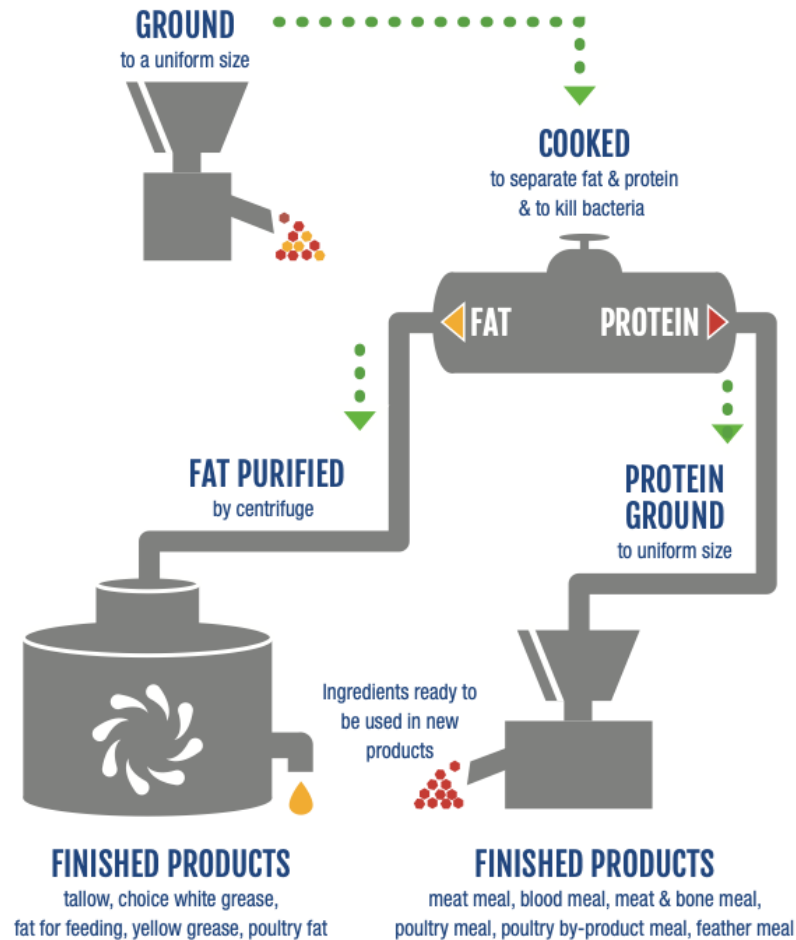 GROUND
to a uniform size
COOKED
to separate fat & protein
& to kill bacteria
FAT
PROTEIN
FAT PURIFIED
by centrifuge
PROTEIN
GROUND
to uniform size
Ingredients ready to
be used in new
products
FINISHED PRODUCTS
tallow, choice white grease,
fat for feeding, yellow grease, poultry fat
FINISHED PRODUCTS
meat meal, blood meal, meat & bone meal,
poultry meal, poultry by-product meal, feather meal